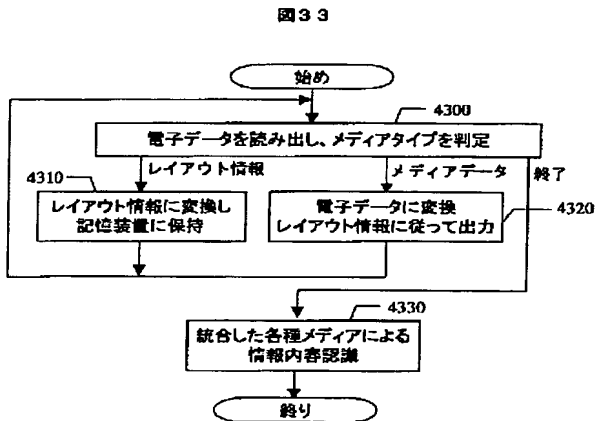 図33
始め
4300
電子データを読み出し、メディアタイプを判定
レイアウト情報
メディアデータ
終了
4310
レイアウト情報に変換し
記憶装置に保持
電子データに変換
レイアウト情報に従って出力
4320
4330
統合した各種メディアによる
情報内容認識
終り